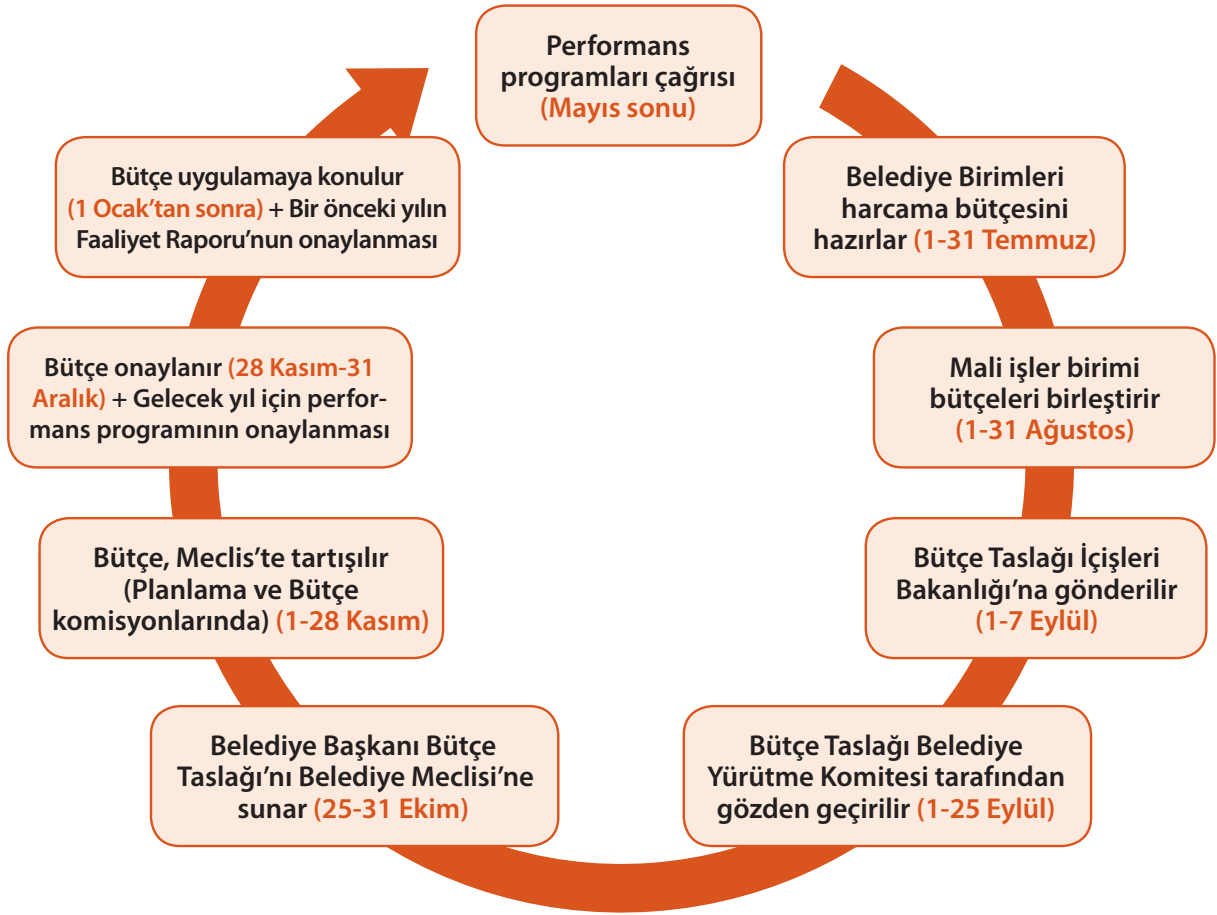 Performans
programları çağrısı
(Mayıs sonu)
Belediye Birimleri
harcama bütçesini
hazırlar (1-31 Temmuz)
Mali işler birimi
bütçeleri birleştirir
(1-31 Ağustos)
Bütçe Taslağı İçişleri
Bakanlığı’na gönderilir
(1-7 Eylül)
Bütçe Taslağı Belediye
Yürütme Komitesi tarafından
gözden geçirilir (1-25 Eylül)
Belediye Başkanı Bütçe
Taslağı’nı Belediye Meclisi’ne
sunar (25-31 Ekim)
Bütçe, Meclis’te tartışılır
(Planlama ve Bütçe
komisyonlarında) (1-28 Kasım)
Bütçe onaylanır (28 Kasım-31
Aralık) + Gelecek yıl için perfor-
mans programının onaylanması
Bütçe uygulamaya konulur
(1 Ocak’tan sonra) + Bir önceki yılın
Faaliyet Raporu’nun onaylanması